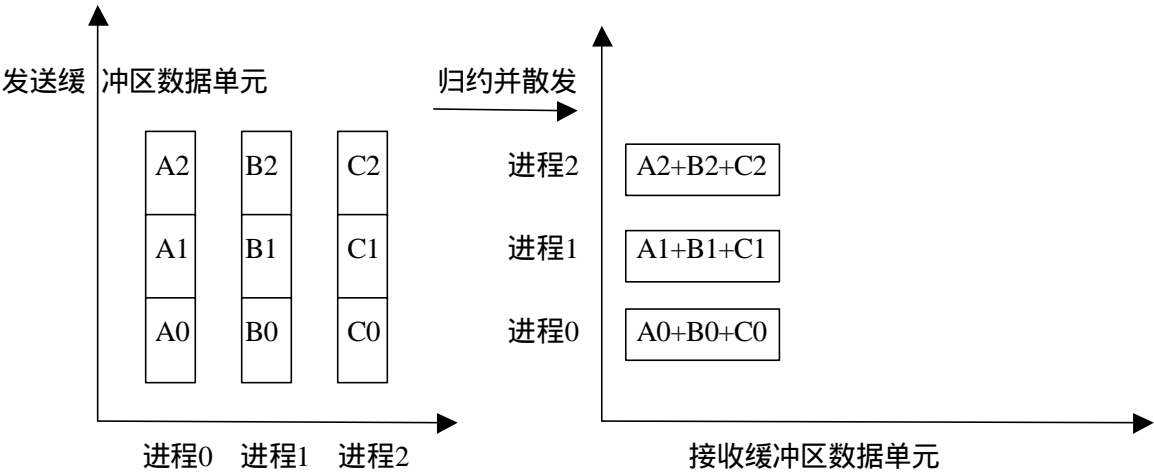 发送缓冲区数据单元
归约并散发
A2 B2 C2
A1 B1 C1
A0 B0 C0
进程0 进程1 进程2
进程2 A2+B2+C2
进程1 A1+B1+C1
进程0 A0+B0+C0
接收缓冲区数据单元